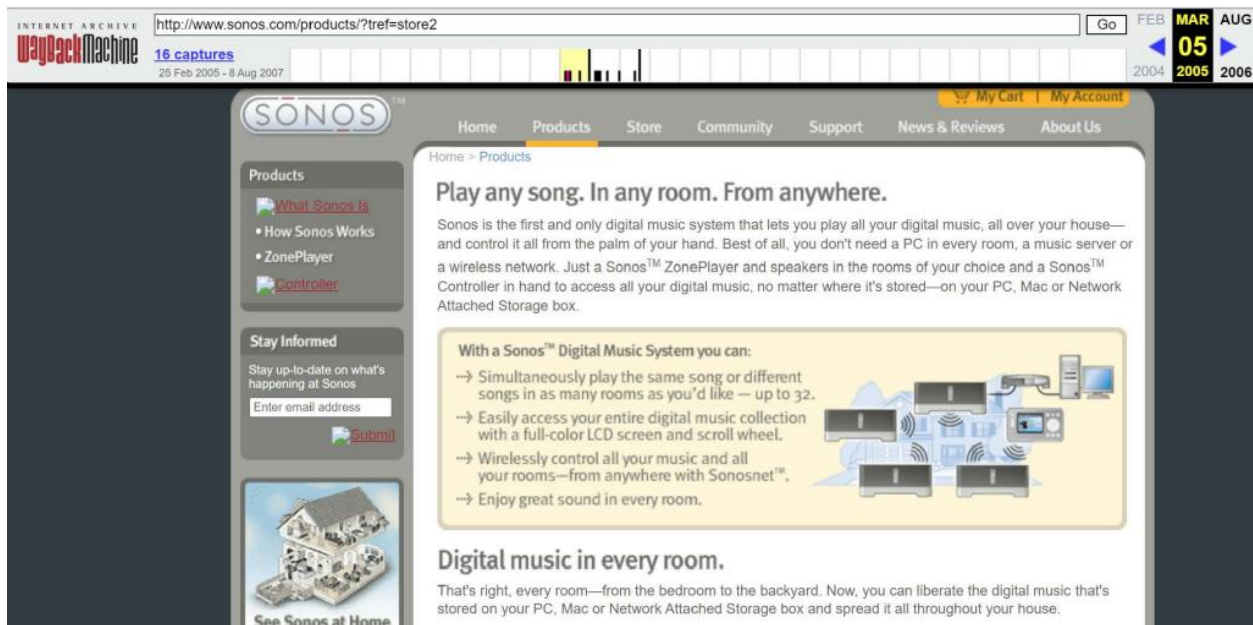 INTERNET ARCHIVE
WayBackMachine
http://www.sonos.com/products/?tref=store2
Go
FEB MAR AUG
16 captures
05
25 Feb 2005 - 8 Aug 2007
2004 2005 2006
SONOS™
My Cart | My Account
Home Products Store Community Support News & Reviews About Us
Home > Products
Products
What Sonos Is
• How Sonos Works
• ZonePlayer
Controller
Stay Informed
Stay up-to-date on what's
happening at Sonos
Enter email address
Submit
See Sonos at Home
Play any song. In any room. From anywhere.
Sonos is the first and only digital music system that lets you play all your digital music, all over your house—
and control it all from the palm of your hand. Best of all, you don't need a PC in every room, a music server or
a wireless network. Just a Sonos™ ZonePlayer and speakers in the rooms of your choice and a Sonos™
Controller in hand to access all your digital music, no matter where it's stored—on your PC, Mac or Network
Attached Storage box.
With a Sonos™ Digital Music System you can:
Simultaneously play the same song or different
songs in as many rooms as you'd like — up to 32.
Easily access your entire digital music collection
with a full-color LCD screen and scroll wheel.
Wirelessly control all your music and all
your rooms—from anywhere with Sonosnet™.
Enjoy great sound in every room.
Digital music in every room.
That's right, every room—from the bedroom to the backyard. Now, you can liberate the digital music that's
stored on your PC, Mac or Network Attached Storage box and spread it all throughout your house.